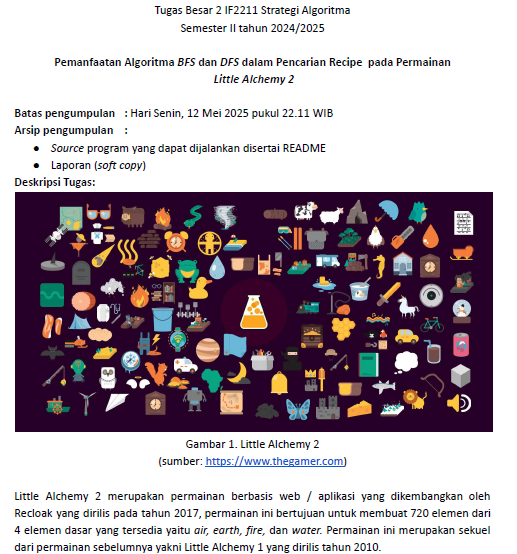 Tugas Besar 2 IF2211 Strategi Algoritma
Semester II tahun 2024/2025
Pemanfaatan Algoritma BFS dan DFS dalam Pencarian Recipe pada Permainan
Little Alchemy 2
Batas pengumpulan : Hari Senin, 12 Mei 2025 pukul 22.11 WIB
Arsip pengumpulan :
● Source program yang dapat dijalankan disertai README
● Laporan (soft copy)
Deskripsi Tugas:
Gambar 1. Little Alchemy 2
(sumber: https://www.thegamer.com)
Little Alchemy 2 merupakan permainan berbasis web / aplikasi yang dikembangkan oleh
Recloak yang dirilis pada tahun 2017, permainan ini bertujuan untuk membuat 720 elemen dari
4 elemen dasar yang tersedia yaitu air, earth, fire, dan water. Permainan ini merupakan sekuel
dari permainan sebelumnya yakni Little Alchemy 1 yang dirilis tahun 2010.